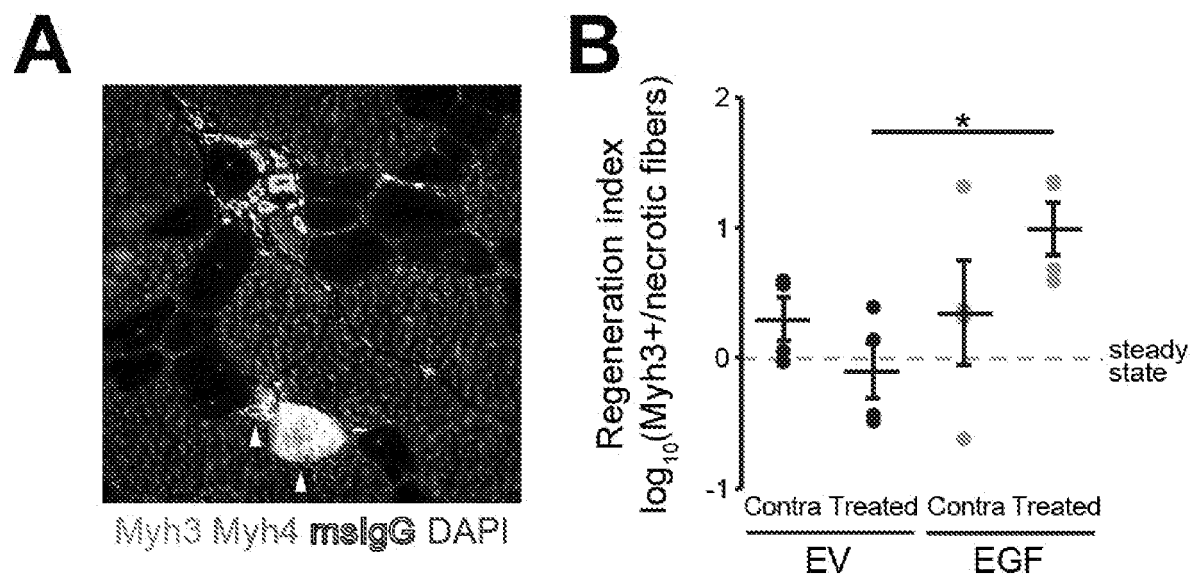 A
Myh3 Myh4 msIgG DAPI
B
Regeneration index
log10(Myh3+/necrotic fibers)
2
1
0
-1
*
steady
state
Contra Treated Contra Treated
EV EGF